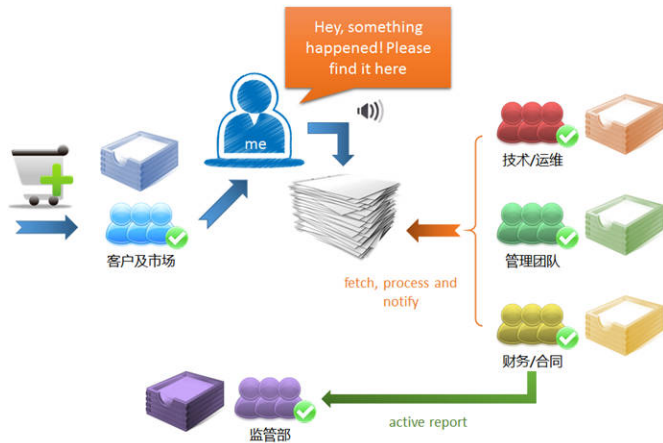 Hey, something
happened! Please
find it here
me
技术/运维
客户及市场
管理团队
fetch, process and
notify
财务/合同
active report
监管部